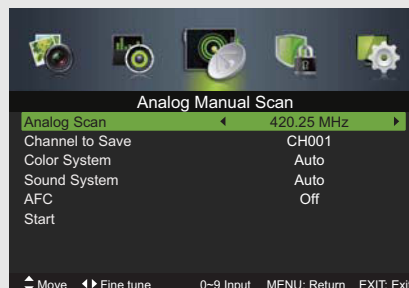 Analog Manual Scan
Analog Scan 420.25 MHz
Channel to Save CH001
Color System Auto
Sound System Auto
AFC Off
Start
Move Fine tune 0~9 Input MENU: Return EXIT: Exit